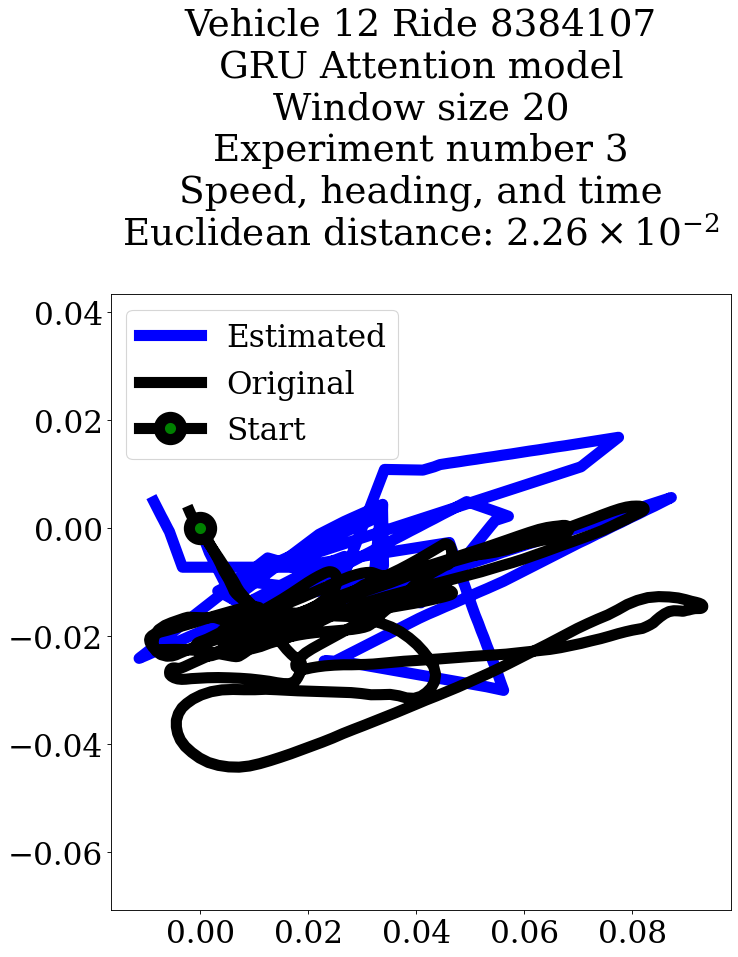 Vehicle 12 Ride 8384107
GRU Attention model
Window size 20
Experiment number 3
Speed, heading, and time
Euclidean distance: 2.26 × 10⁻²
0.04
0.02
0.00
−0.02
−0.04
−0.06
Estimated
Original
Start
0.00 0.02 0.04 0.06 0.08